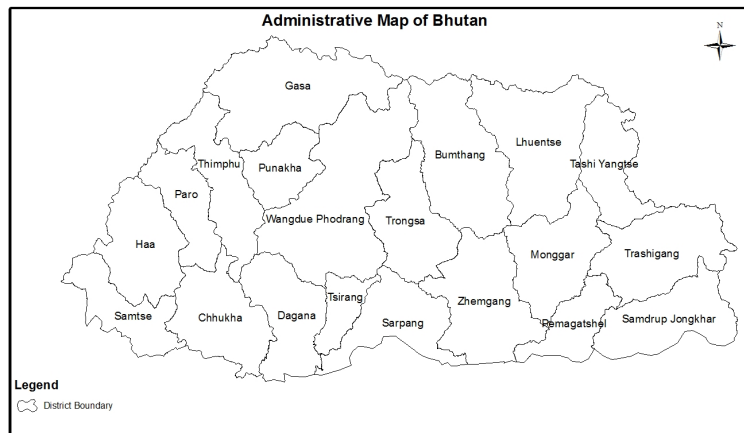 Administrative Map of Bhutan
N
Gasa
Lhuentse
Thimphu
Punakha
Bumthang
Tashi Yangtse
Paro
Wangdue Phodrang
Trongsa
Haa
Monggar
Trashigang
Samtse
Chhukha
Dagana
Tsirang
Sarpang
Zhemgang
Pemagatshel
Samdrup Jongkhar
Legend
District Boundary